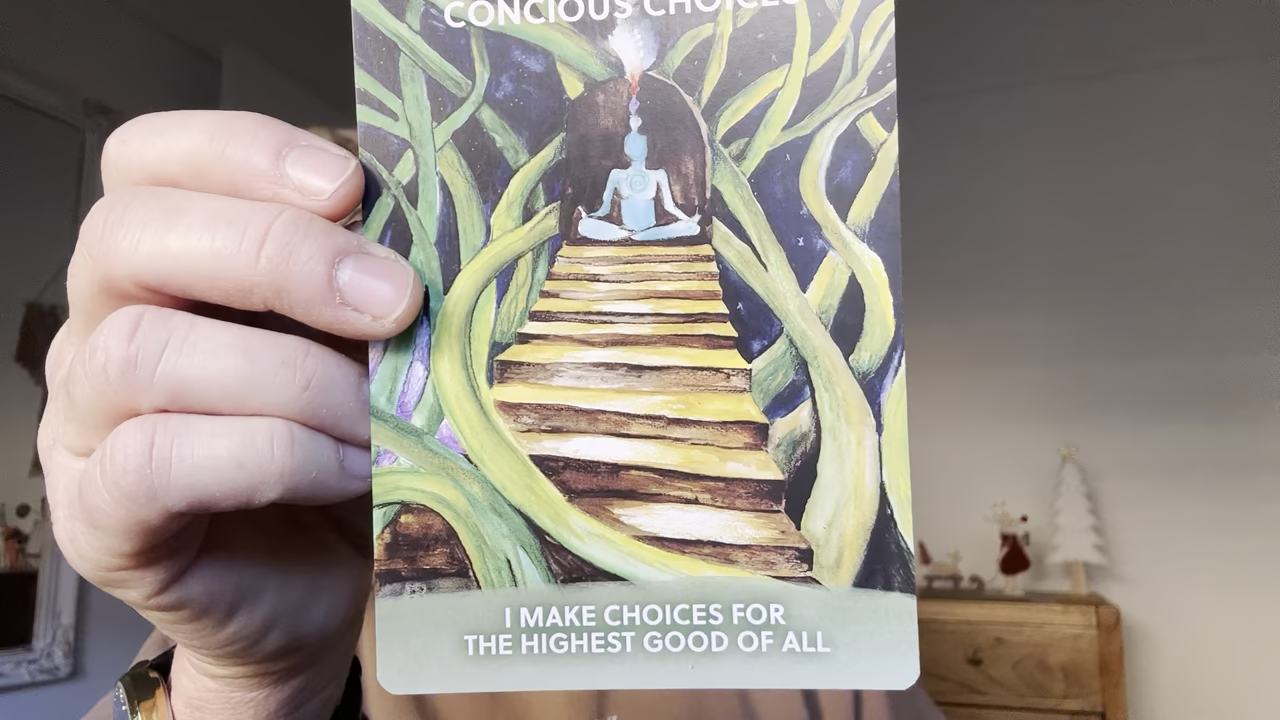 CONCIOUS CHOICES
I MAKE CHOICES FOR
THE HIGHEST GOOD OF ALL